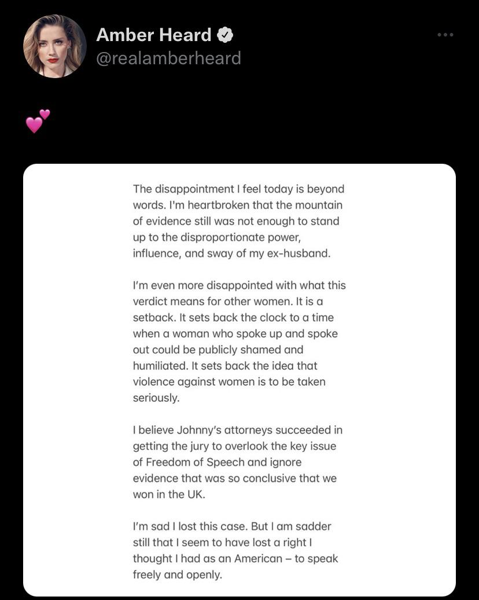 Amber Heard
@realamberheard
💕
The disappointment I feel today is beyond
words. I'm heartbroken that the mountain
of evidence still was not enough to stand
up to the disproportionate power,
influence, and sway of my ex-husband.
I'm even more disappointed with what this
verdict means for other women. It is a
setback. It sets back the clock to a time
when a woman who spoke up and spoke
out could be publicly shamed and
humiliated. It sets back the idea that
violence against women is to be taken
seriously.
I believe Johnny's attorneys succeeded in
getting the jury to overlook the key issue
of Freedom of Speech and ignore
evidence that was so conclusive that we
won in the UK.
I'm sad I lost this case. But I am sadder
still that I seem to have lost a right I
thought I had as an American – to speak
freely and openly.